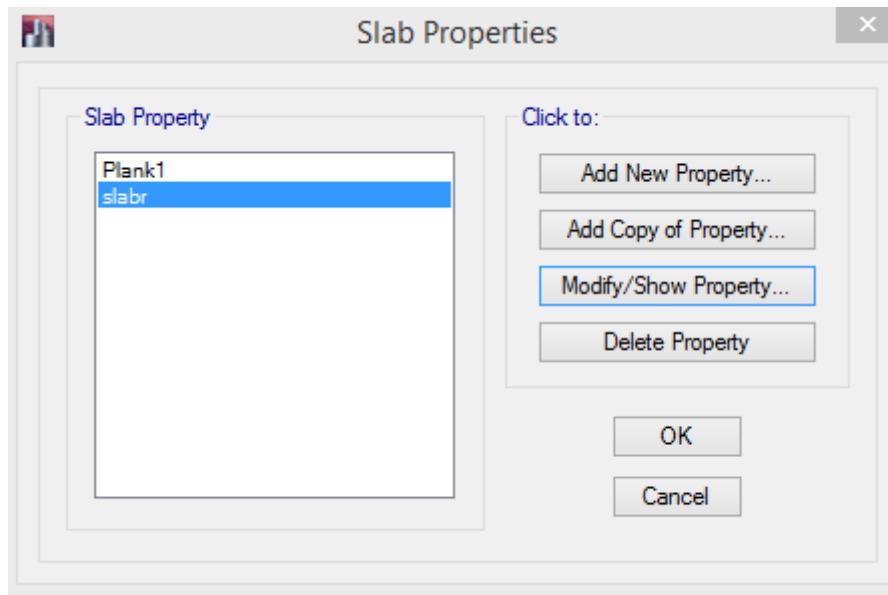 Slab Properties
Slab Property
Plank1
slabr
Click to:
Add New Property...
Add Copy of Property...
Modify/Show Property...
Delete Property
OK
Cancel